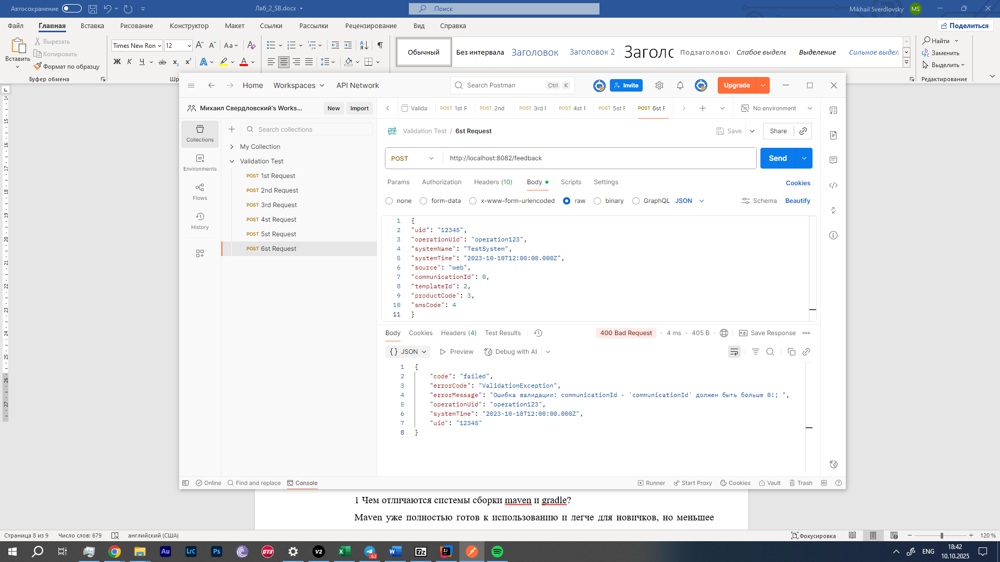 Автосохранение
Лаб_2_SB.docx
Поиск
Mikhail Sverdlovsky MS
Файл Главная Вставка Рисование Конструктор Макет Ссылки Рассылки Рецензирование Вид Справка
Поделиться
Вставить
Вырезать
Копировать
Формат по образцу
Буфер обмена
Times New Ron 12
Обычный Без интервала Заголовок Заголовок 2 Подзаголовок Выделение
Найти
Заменить
Выделить
Редактирование
Home Workspaces API Network
Search Postman Ctrl K
Invite
Upgrade
Михаил Свердловский's Works...
New Import
Valida POST 1st POST 2nd POST 3rd POST 4st POST 5st POST 6st
No environment
Collections
Environments
Flows
History
Search collections
My Collection
Validation Test
POST 1st Request
POST 2nd Request
POST 3rd Request
POST 4st Request
POST 5st Request
POST 6st Request
HTTP Validation Test / 6st Request
Save Share
POST http://localhost:8082/feedback
Send
Params Authorization Headers (10) Body Scripts Settings
Cookies
none form-data x-www-form-urlencoded raw binary GraphQL JSON
Schema Beautify
1 {
2 "uid": "12345",
3 "operationUid": "operation123",
4 "systemName": "TestSystem",
5 "systemTime": "2023-10-10T12:00:00.000Z",
6 "source": "web",
7 "communicationId": 0,
8 "templateId": 2,
9 "productCode": 3,
10 "smsCode": 4
11 }
Body Cookies Headers (4) Test Results
400 Bad Request 4 ms 405 B Save Response
{} JSON Preview Debug with AI
1 {
2 "code": "failed",
3 "errorCode": "ValidationException",
4 "errorMessage": "Ошибка валидации: communicationId - 'communicationId' должен быть больше 0!; ",
5 "operationUid": "operation123",
6 "systemTime": "2023-10-10T12:00:00.000Z",
7 "uid": "12345"
8 }
Online Find and replace Console
Runner Start Proxy Cookies Vault Trash
1 Чем отличаются системы сборки maven и gradle?
Maven уже полностью готов к использованию и легче для новичков, но меньшее
Страница 8 из 9 Число слов: 679 английский (США)
Фокусировка 120 %
ENG 18:42
10.10.2025